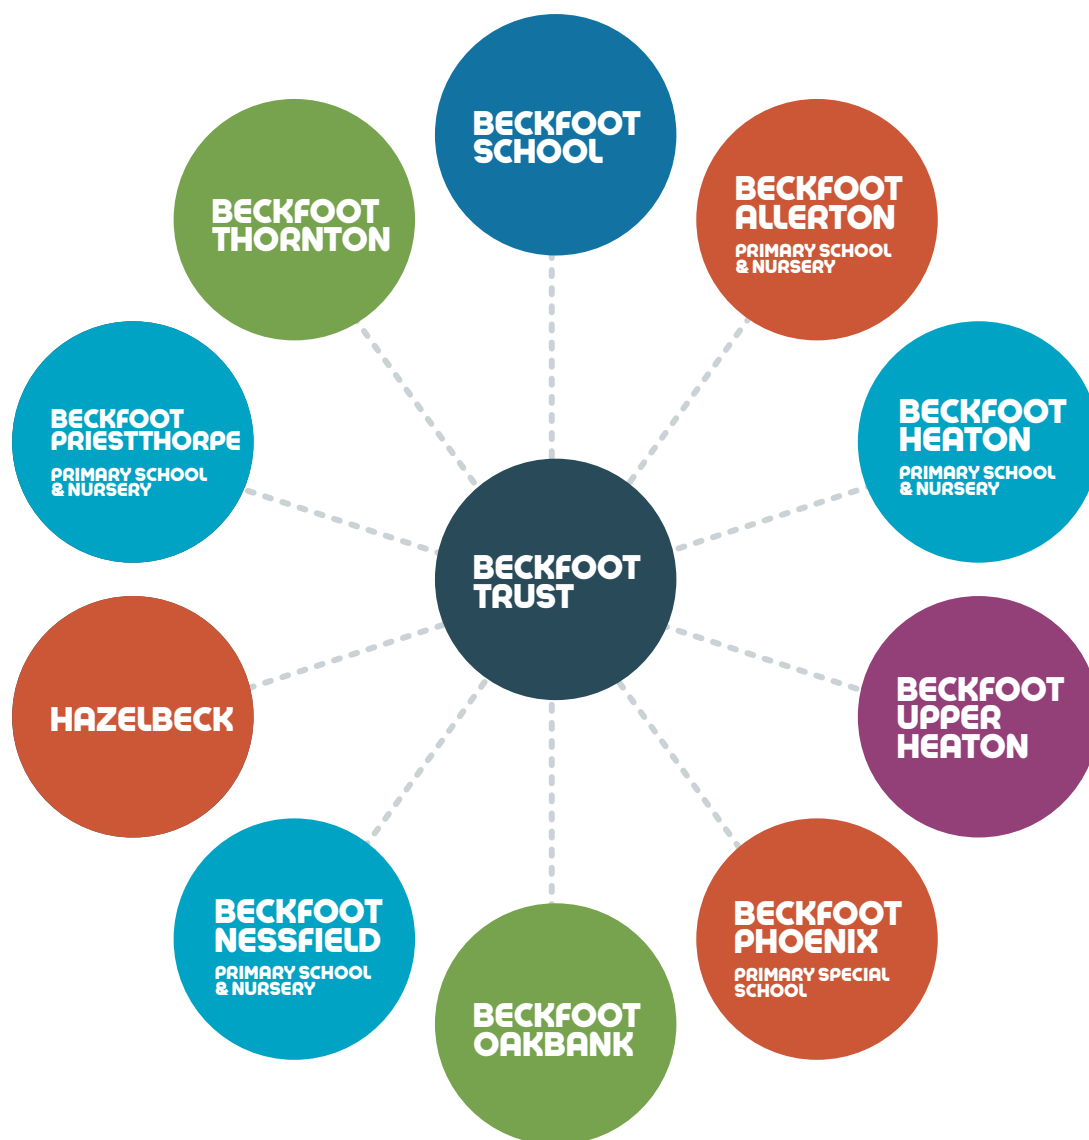 BECKFOOT
SCHOOL
BECKFOOT
THORNTON
BECKFOOT
ALLERTON
PRIMARY SCHOOL
& NURSERY
BECKFOOT
PRIESTTHORPE
PRIMARY SCHOOL
& NURSERY
BECKFOOT
HEATON
PRIMARY SCHOOL
& NURSERY
BECKFOOT
TRUST
HAZELBECK
BECKFOOT
UPPER
HEATON
BECKFOOT
NESSFIELD
PRIMARY SCHOOL
& NURSERY
BECKFOOT
PHOENIX
PRIMARY SPECIAL
SCHOOL
BECKFOOT
OAKBANK